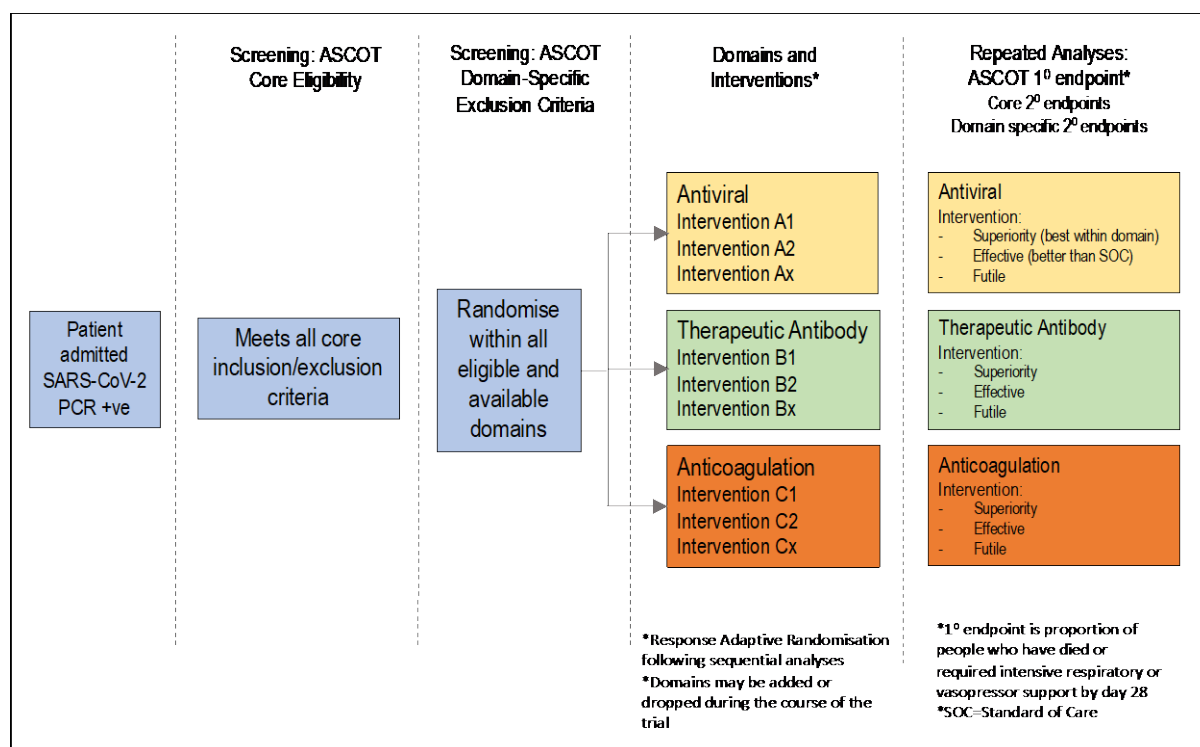 Screening: ASCOT
Core Eligibility
Screening: ASCOT
Domain-Specific
Exclusion Criteria
Domains and
Interventions*
Repeated Analyses:
ASCOT 1⁰ endpoint*
Core 2⁰ endpoints
Domain specific 2⁰ endpoints
Patient
admitted
SARS-CoV-2
PCR +ve
Meets all core
inclusion/exclusion
criteria
Randomise
within all
eligible and
available
domains
Antiviral
Intervention A1
Intervention A2
Intervention Ax
Therapeutic Antibody
Intervention B1
Intervention B2
Intervention Bx
Anticoagulation
Intervention C1
Intervention C2
Intervention Cx
Antiviral
Intervention:
- Superiority (best within domain)
- Effective (better than SOC)
- Futile
Therapeutic Antibody
Intervention:
- Superiority
- Effective
- Futile
Anticoagulation
Intervention:
- Superiority
- Effective
- Futile
*Response Adaptive Randomisation
following sequential analyses
*Domains may be added or
dropped during the course of the
trial
*1⁰ endpoint is proportion of
people who have died or
required intensive respiratory or
vasopressor support by day 28
*SOC=Standard of Care